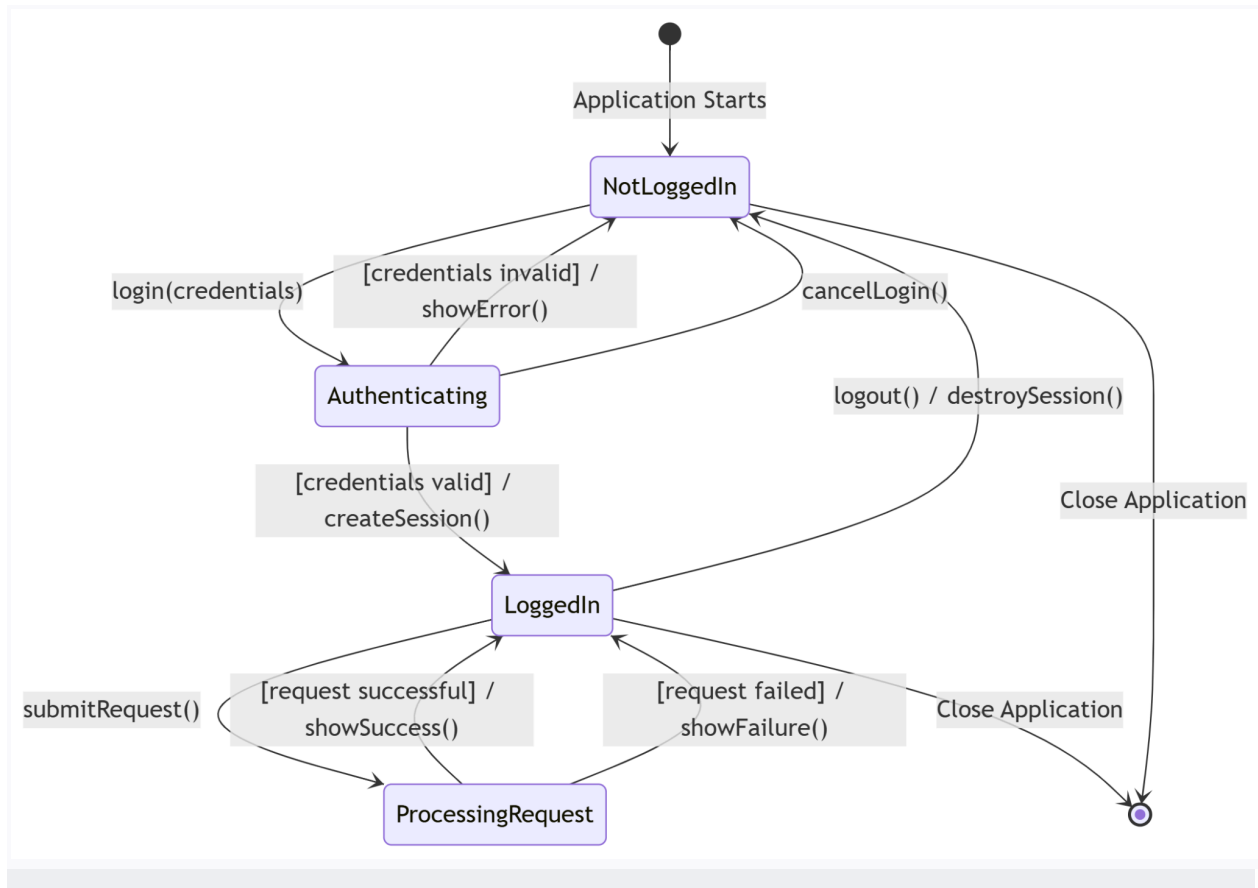 Application Starts
NotLoggedIn
login(credentials)
[credentials invalid] /
showError()
cancelLogin()
Authenticating
logout() / destroySession()
[credentials valid] /
createSession()
Close Application
LoggedIn
submitRequest()
[request successful] /
showSuccess()
[request failed] /
showFailure()
Close Application
ProcessingRequest